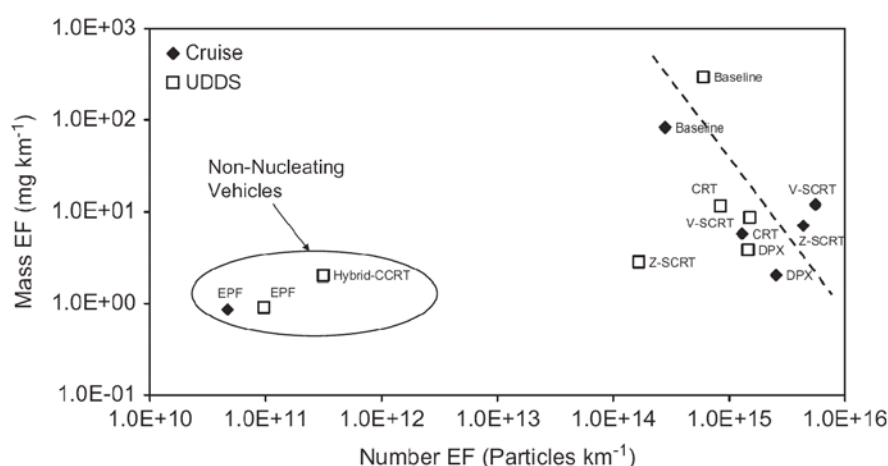 1.0E+03
Cruise
UDDS
Baseline
1.0E+02
Baseline
Non-Nucleating
Vehicles
CRT
V-SCRT
1.0E+01
V-SCRT
CRT
Z-SCRT
DPX
Z-SCRT
Hybrid-CCRT
DPX
EPF
EPF
1.0E+00
1.0E-01
1.0E+10
1.0E+11
1.0E+12
1.0E+13
1.0E+14
1.0E+15
1.0E+16
Mass EF (mg km-1)
Number EF (Particles km-1)